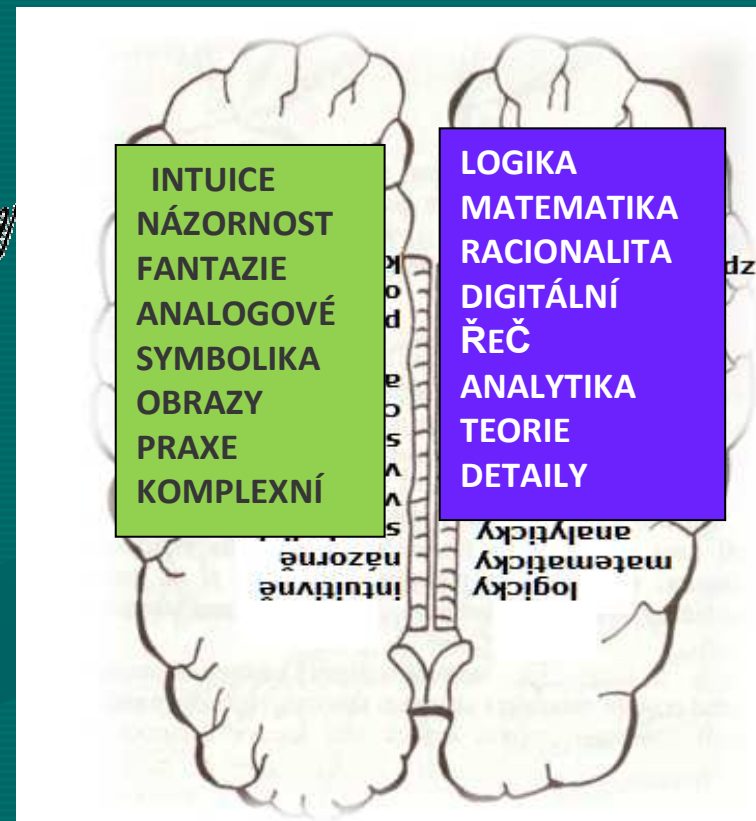 INTUICE
NÁZORNOST
FANTAZIE
ANALOGOVÉ
SYMBOLIKA
OBRAZY
PRAXE
KOMPLEXNÍ
LOGIKA
MATEMATIKA
RACIONALITA
DIGITÁLNÍ
ŘEČ
ANALYTIKA
TEORIE
DETAILY
názorně
intuitivně
analyticky
matematicky
logicky